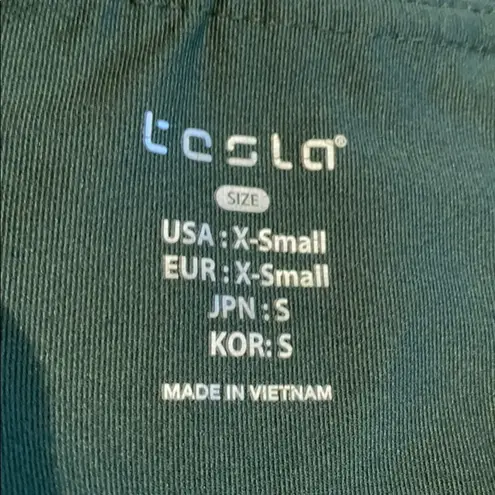 tesla®
SIZE
USA : X-Small
EUR : X-Small
JPN : S
KOR: S
MADE IN VIETNAM